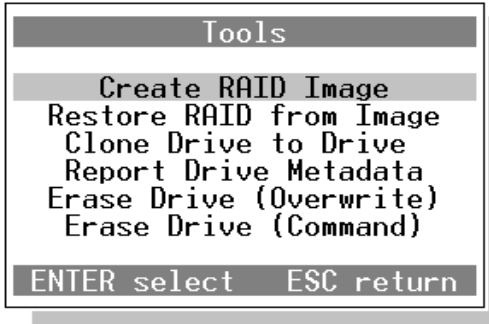 Tools
Create RAID Image
Restore RAID from Image
Clone Drive to Drive
Report Drive Metadata
Erase Drive (Overwrite)
Erase Drive (Command)
ENTER select ESC return